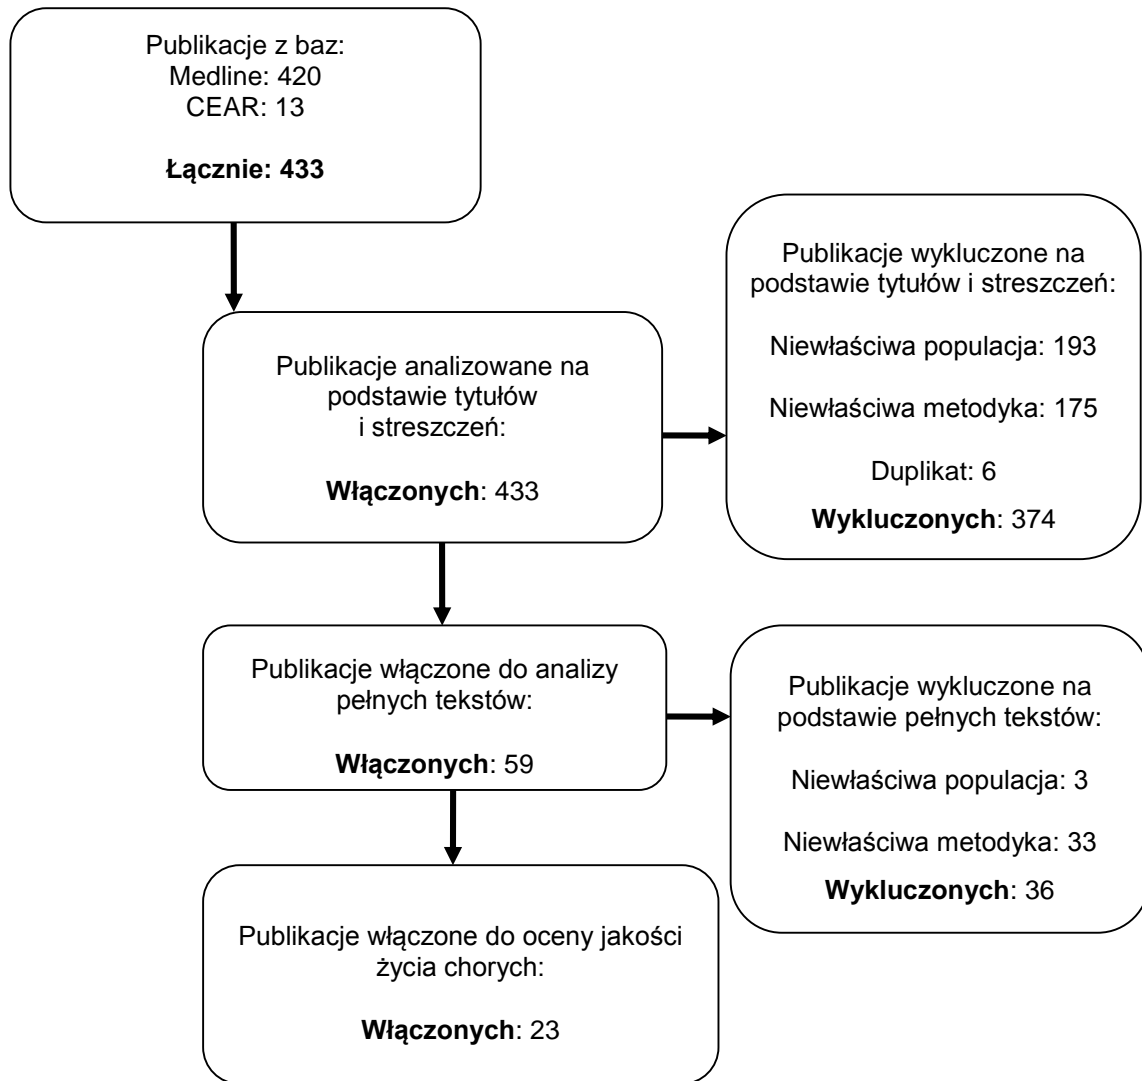 Publikacje z baz:
Medline: 420
CEAR: 13
Łącznie: 433
Publikacje analizowane na
podstawie tytułów
i streszczeń:
Włączonych: 433
Publikacje wykluczone na
podstawie tytułów i streszczeń:
Niewłaściwa populacja: 193
Niewłaściwa metodyka: 175
Duplikat: 6
Wykluczonych: 374
Publikacje włączone do analizy
pełnych tekstów:
Włączonych: 59
Publikacje wykluczone na
podstawie pełnych tekstów:
Niewłaściwa populacja: 3
Niewłaściwa metodyka: 33
Wykluczonych: 36
Publikacje włączone do oceny jakości
życia chorych:
Włączonych: 23